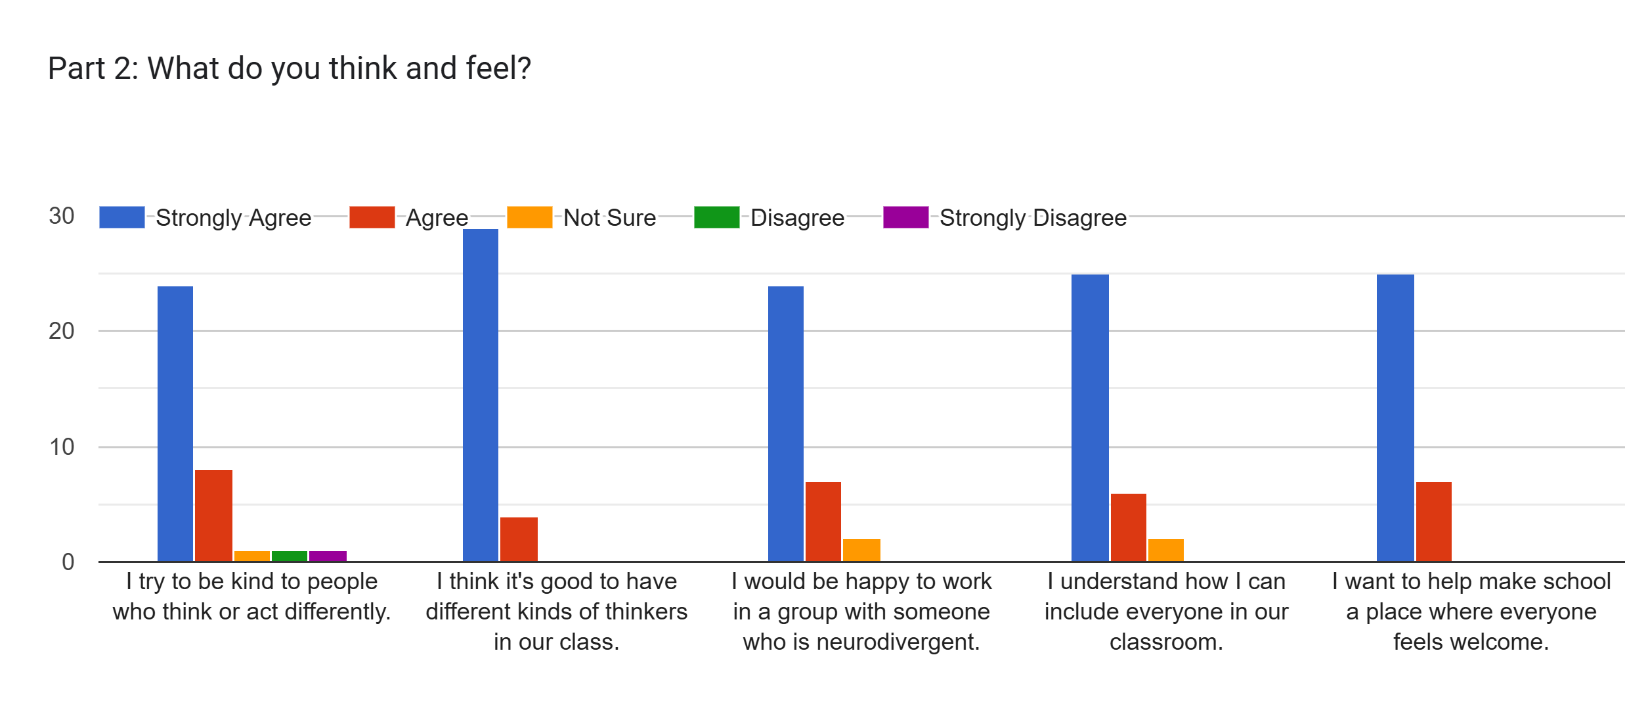 Part 2: What do you think and feel?
30 Strongly Agree Agree Not Sure Disagree Strongly Disagree
20
10
0
I try to be kind to people
who think or act differently.
I think it's good to have
different kinds of thinkers
in our class.
I would be happy to work
in a group with someone
who is neurodivergent.
I understand how I can
include everyone in our
classroom.
I want to help make school
a place where everyone
feels welcome.